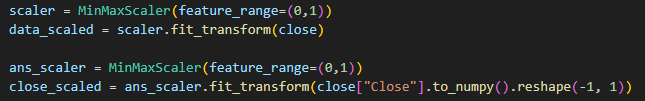 scaler = MinMaxScaler(feature_range=(0,1))
data_scaled = scaler.fit_transform(close)
ans_scaler = MinMaxScaler(feature_range=(0,1))
close_scaled = ans_scaler.fit_transform(close["Close"].to_numpy().reshape(-1, 1))